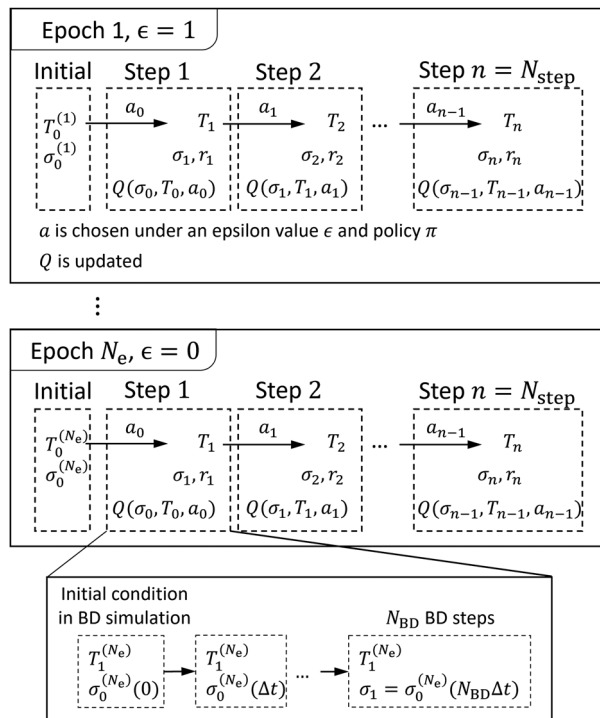 Epoch 1, ϵ = 1
Initial Step 1 Step 2 Step n = N_step
a_0 a_1 a_{n−1}
T_0^{(1)} T_1 T_2 ... T_n
σ_0^{(1)} σ_1, r_1 σ_2, r_2 σ_n, r_n
Q(σ_0, T_0, a_0) Q(σ_1, T_1, a_1) Q(σ_{n−1}, T_{n−1}, a_{n−1})
a is chosen under an epsilon value ϵ and policy π
Q is updated
⋮
Epoch N_e, ϵ = 0
Initial Step 1 Step 2 Step n = N_step
a_0 a_1 a_{n−1}
T_0^{(N_e)} T_1 T_2 ... T_n
σ_0^{(N_e)} σ_1, r_1 σ_2, r_2 σ_n, r_n
Q(σ_0, T_0, a_0) Q(σ_1, T_1, a_1) Q(σ_{n−1}, T_{n−1}, a_{n−1})
Initial condition
in BD simulation N_BD BD steps
T_1^{(N_e)} T_1^{(N_e)} ... T_1^{(N_e)}
σ_0^{(N_e)}(0) σ_0^{(N_e)}(Δt) σ_1 = σ_0^{(N_e)}(N_BD Δt)